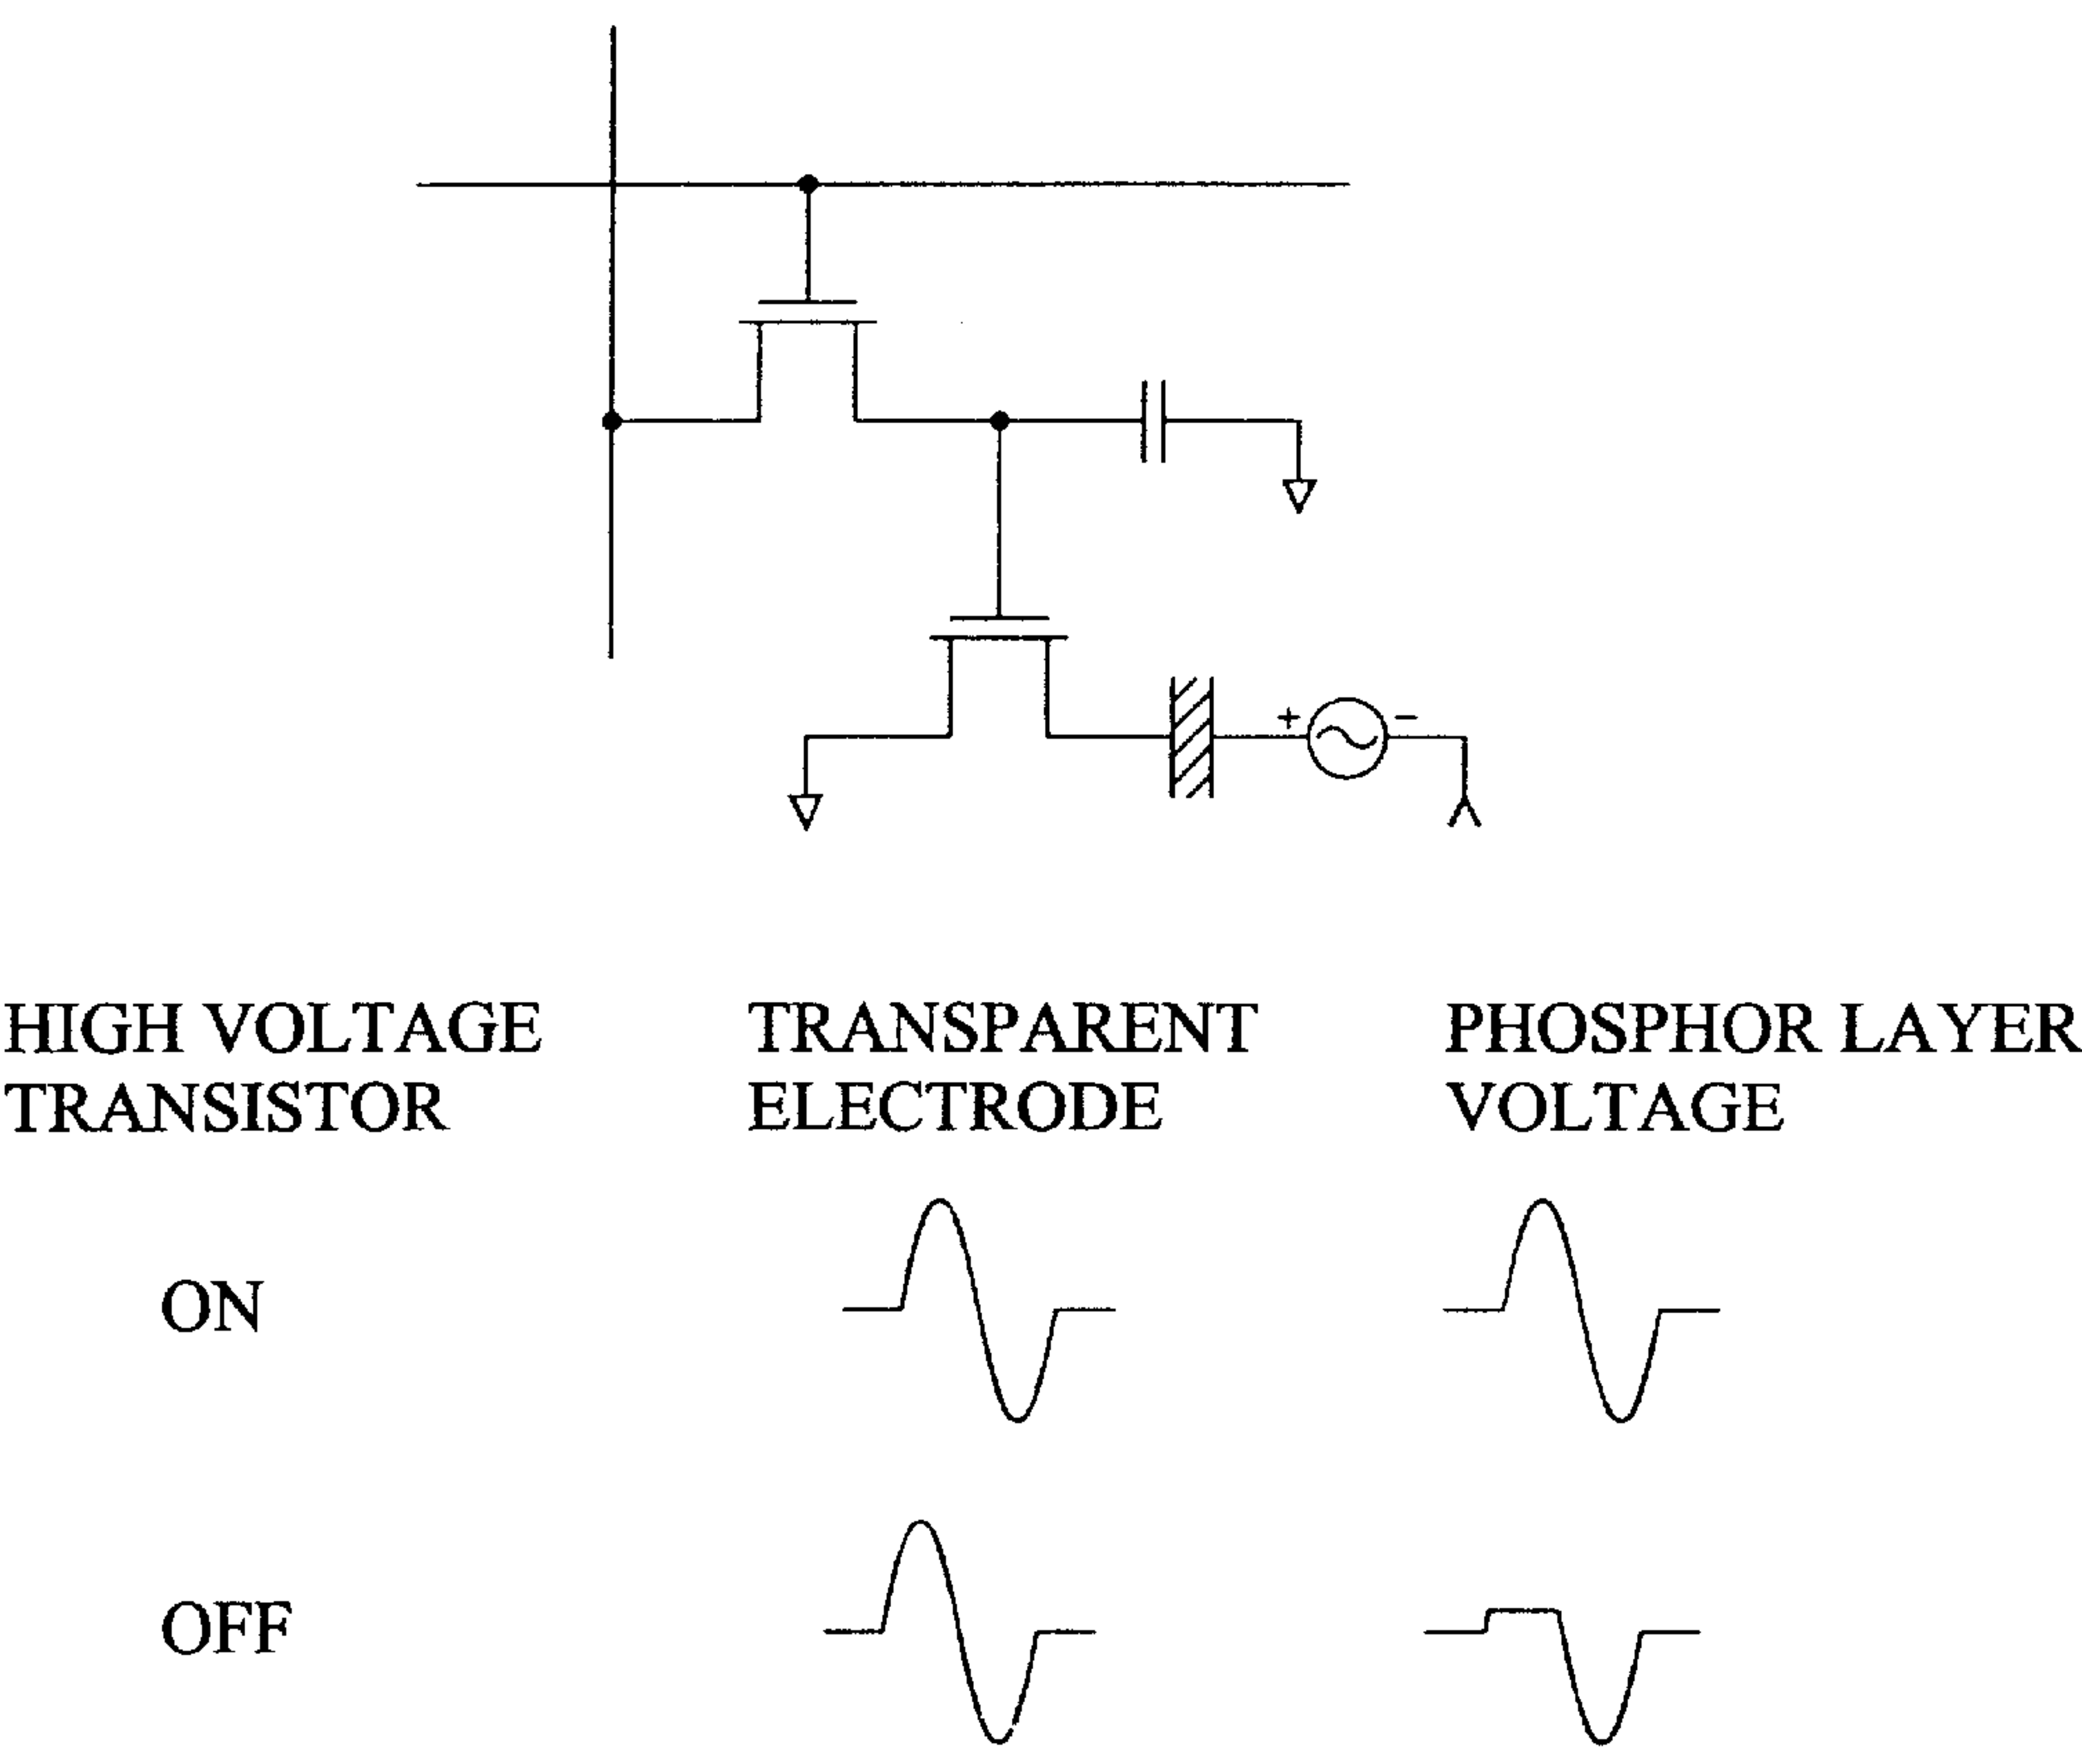 + −
HIGH VOLTAGE TRANSPARENT PHOSPHOR LAYER
TRANSISTOR ELECTRODE VOLTAGE
ON
OFF